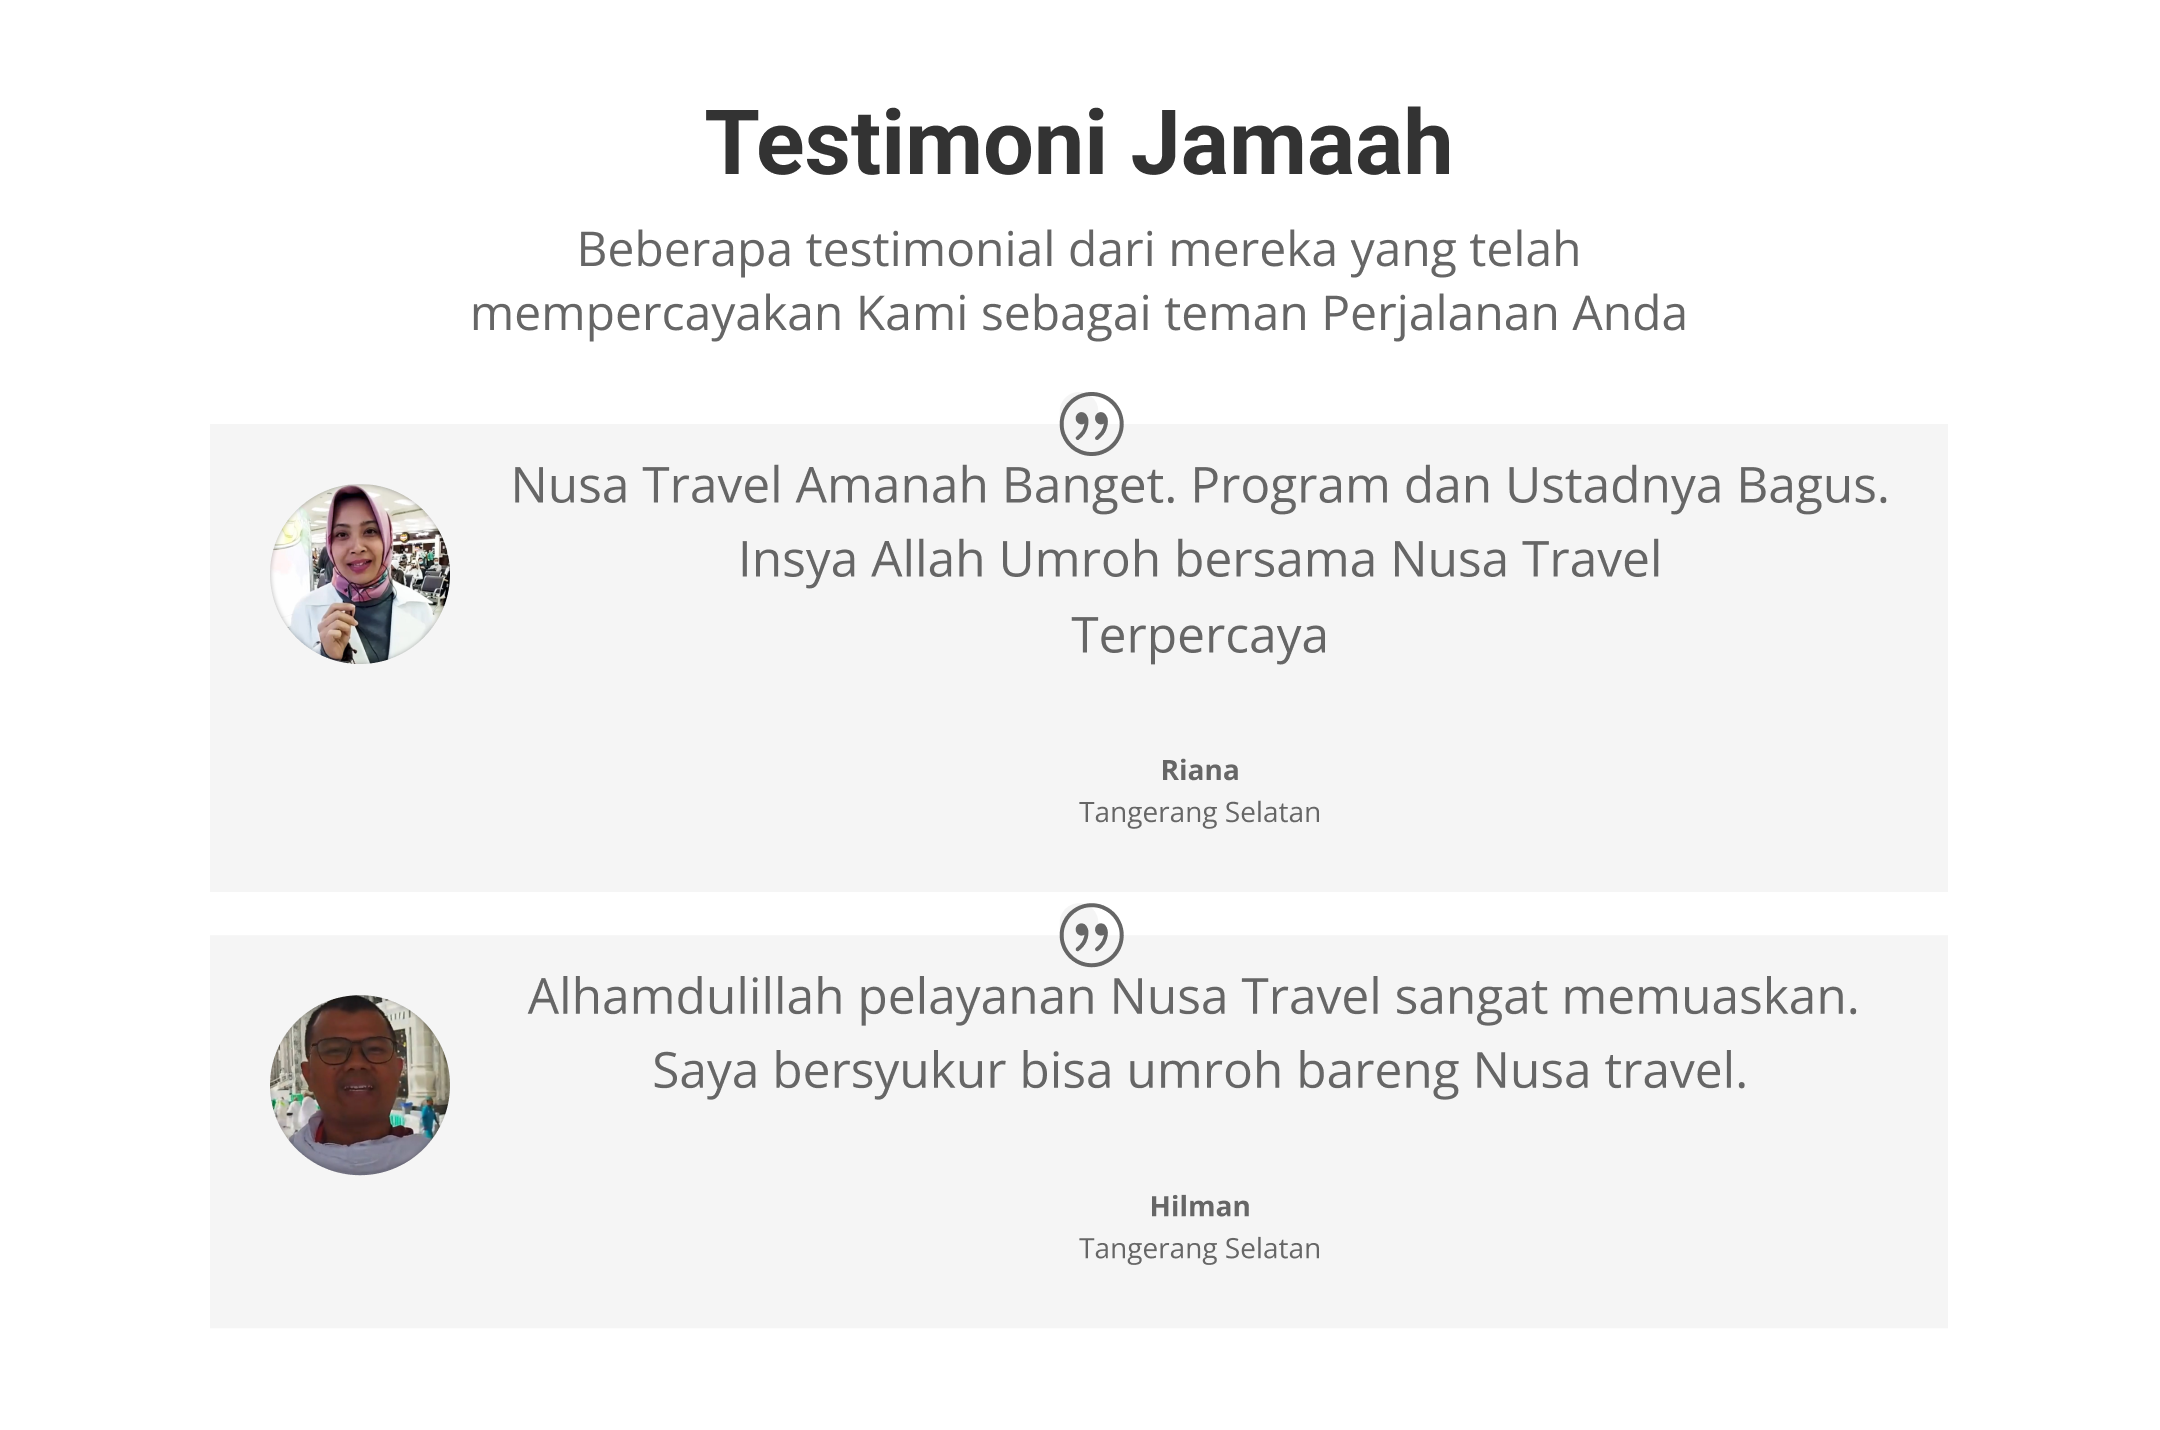 Testimoni Jamaah
Beberapa testimonial dari mereka yang telah
mempercayakan Kami sebagai teman Perjalanan Anda
Nusa Travel Amanah Banget. Program dan Ustadnya Bagus.
Insya Allah Umroh bersama Nusa Travel
Terpercaya
Riana
Tangerang Selatan
Alhamdulillah pelayanan Nusa Travel sangat memuaskan.
Saya bersyukur bisa umroh bareng Nusa travel.
Hilman
Tangerang Selatan